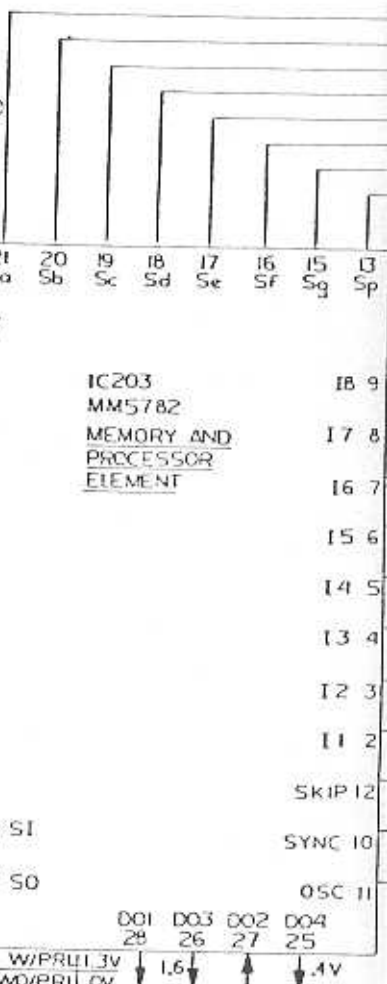 20 19 18 17 16 15 13
Sb Sc Sd Se Sf Sg Sp
IC203
MM5782
MEMORY AND
PROCESSOR
ELEMENT
I8 9
I7 8
I6 7
I5 6
I4 5
I3 4
I2 3
I1 2
SKIP 12
SI
SYNC 10
SO
OSC 11
DO1 DO3 DO2 DO4
28 26 27 25
W/PRL 1.3V 1.6 .4V